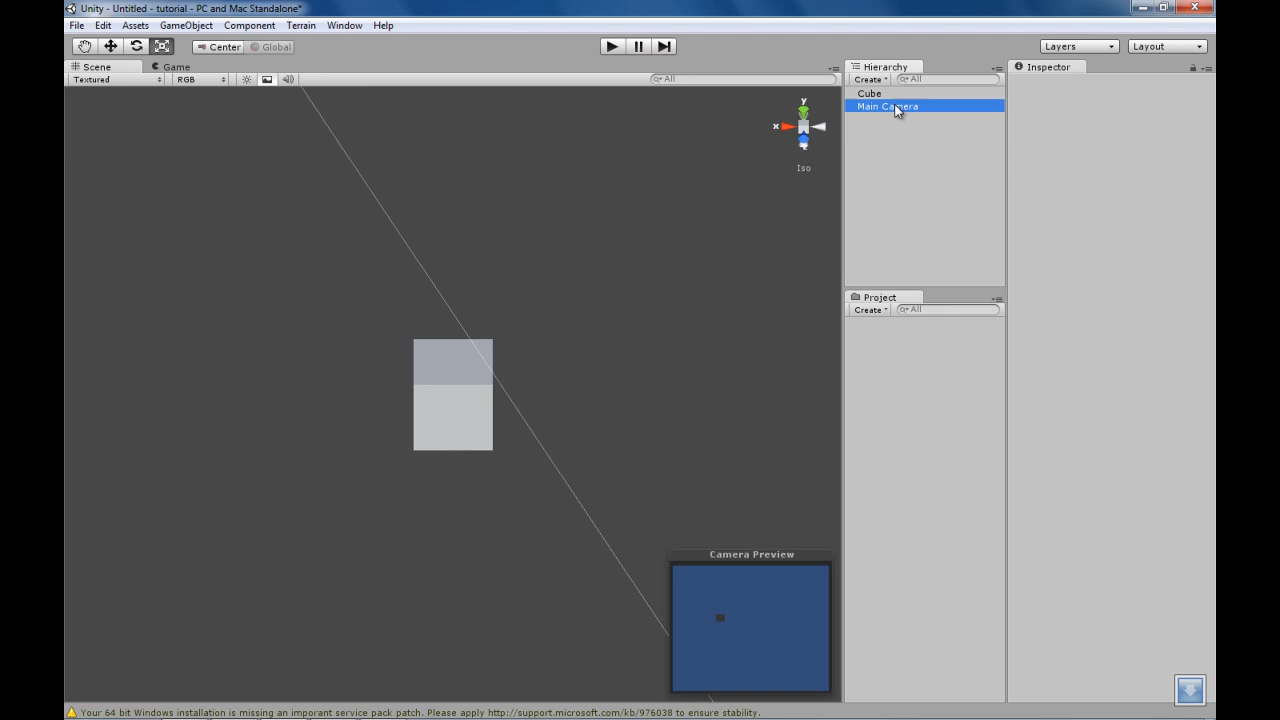 Unity - Untitled - tutorial - PC and Mac Standalone*
File Edit Assets GameObject Component Terrain Window Help
Center Global Layers Layout
Scene Game Hierarchy Inspector
Textured RGB All Create All
Cube
Main Camera
y
x
z
Iso
Project
Create All
Camera Preview
Your 64 bit Windows installation is missing an imporant service pack patch. Please apply http://support.microsoft.com/kb/976038 to ensure stability.